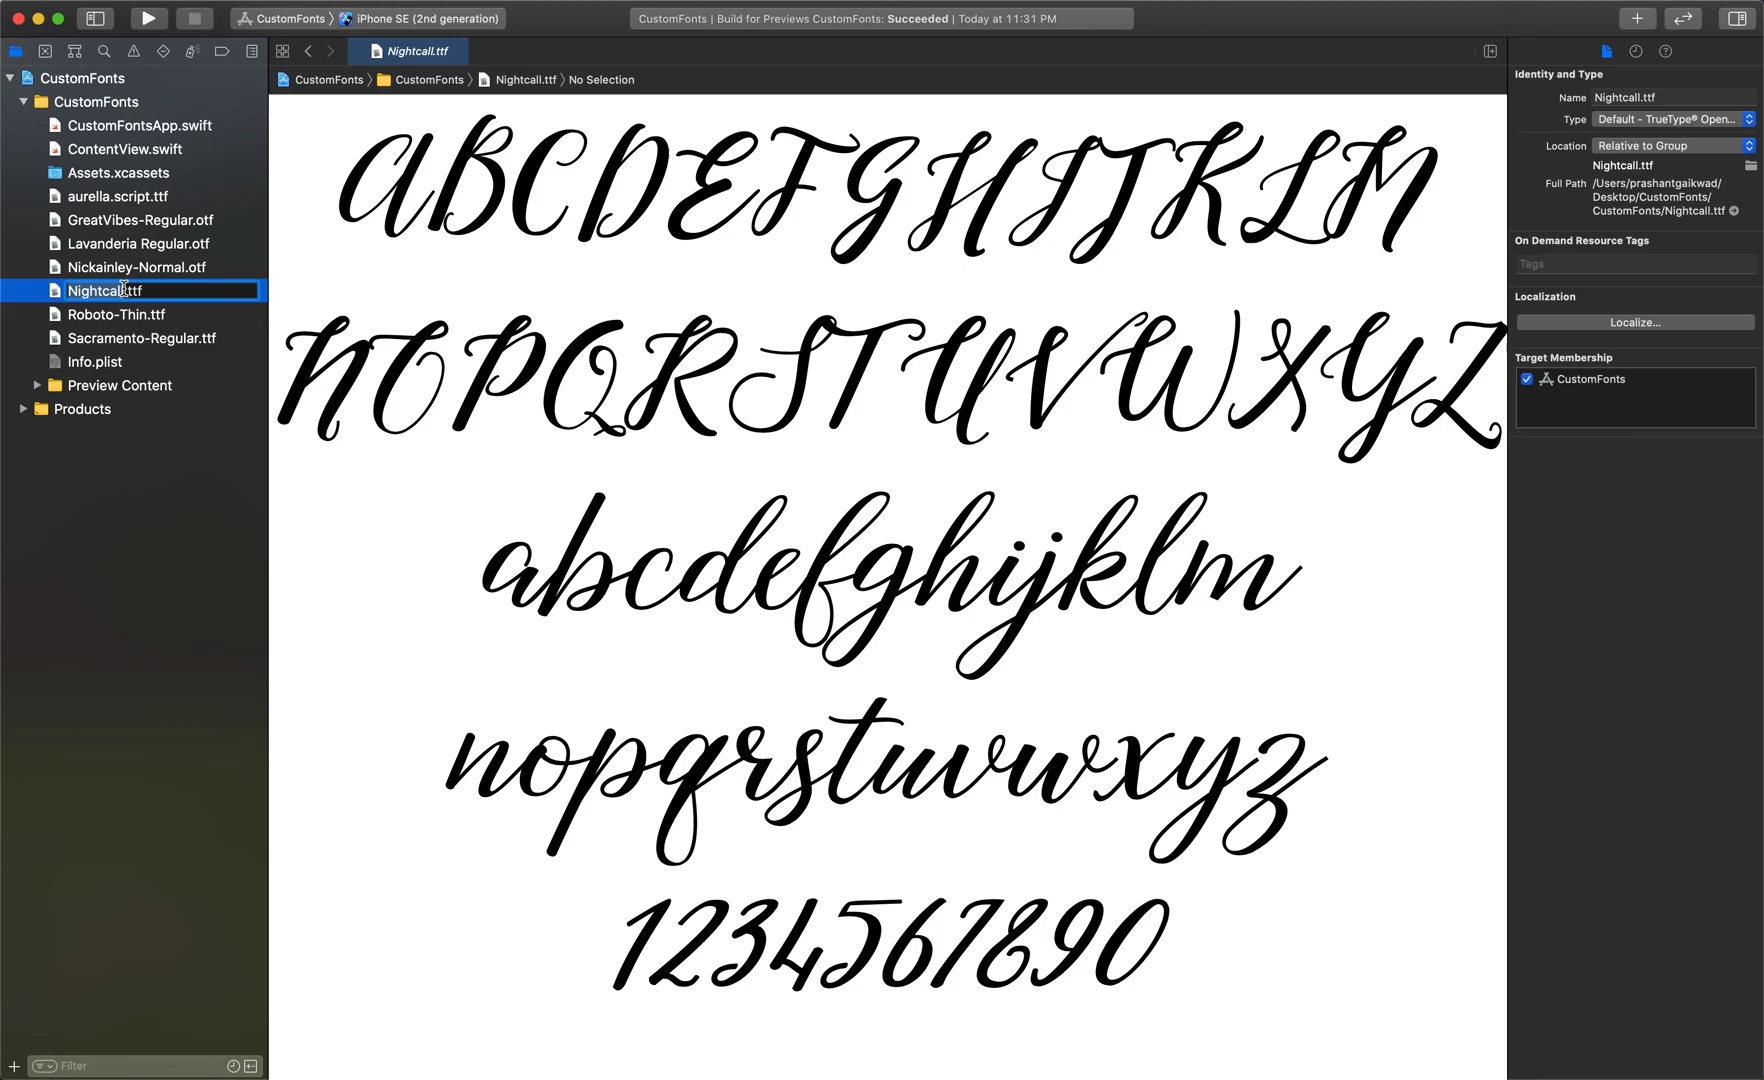 CustomFonts 〉 iPhone SE (2nd generation)
CustomFonts | Build for Previews CustomFonts: Succeeded | Today at 11:31 PM
Nightcall.ttf
CustomFonts 〉 CustomFonts 〉 Nightcall.ttf 〉 No Selection
CustomFonts
CustomFonts
CustomFontsApp.swift
ContentView.swift
Assets.xcassets
aurella.script.ttf
GreatVibes-Regular.otf
Lavanderia Regular.otf
Nickainley-Normal.otf
Nightcall.ttf
Roboto-Thin.ttf
Sacramento-Regular.ttf
Info.plist
Preview Content
Products
Filter
ABCDEFGHIJKLM
NOPQRSTUVWXYZ
abcdefghijklm
nopqrstuvwxyz
1234567890
Identity and Type
Name Nightcall.ttf
Type Default - TrueType® Open...
Location Relative to Group
Nightcall.ttf
Full Path /Users/prashantgaikwad/
Desktop/CustomFonts/
CustomFonts/Nightcall.ttf
On Demand Resource Tags
Tags
Localization
Localize...
Target Membership
CustomFonts